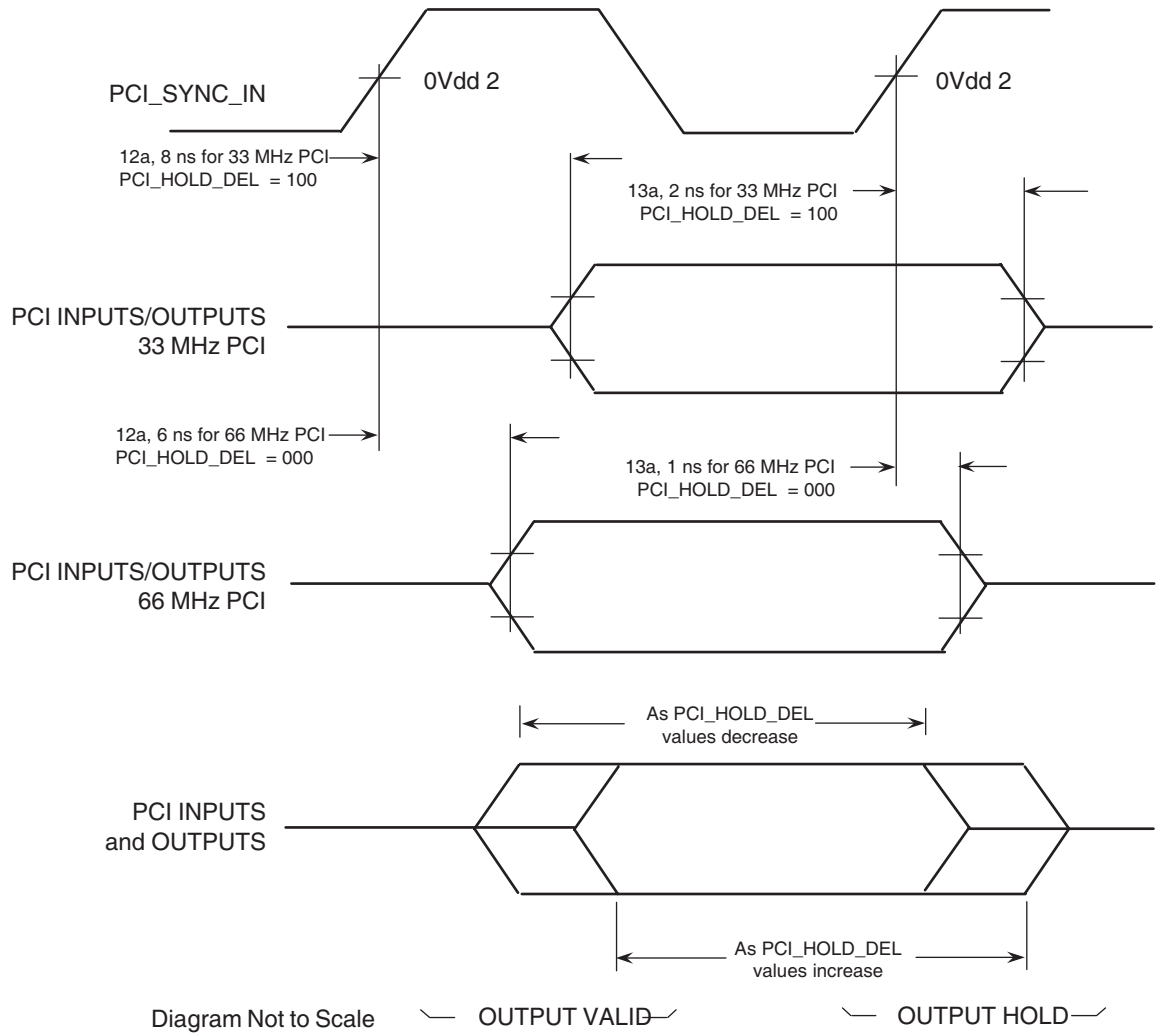 PCI_SYNC_IN
0Vdd 2
0Vdd 2
12a, 8 ns for 33 MHz PCI
PCI_HOLD_DEL = 100
13a, 2 ns for 33 MHz PCI
PCI_HOLD_DEL = 100
PCI INPUTS/OUTPUTS
33 MHz PCI
12a, 6 ns for 66 MHz PCI
PCI_HOLD_DEL = 000
13a, 1 ns for 66 MHz PCI
PCI_HOLD_DEL = 000
PCI INPUTS/OUTPUTS
66 MHz PCI
As PCI_HOLD_DEL
values decrease
PCI INPUTS
and OUTPUTS
As PCI_HOLD_DEL
values increase
Diagram Not to Scale
OUTPUT VALID
OUTPUT HOLD